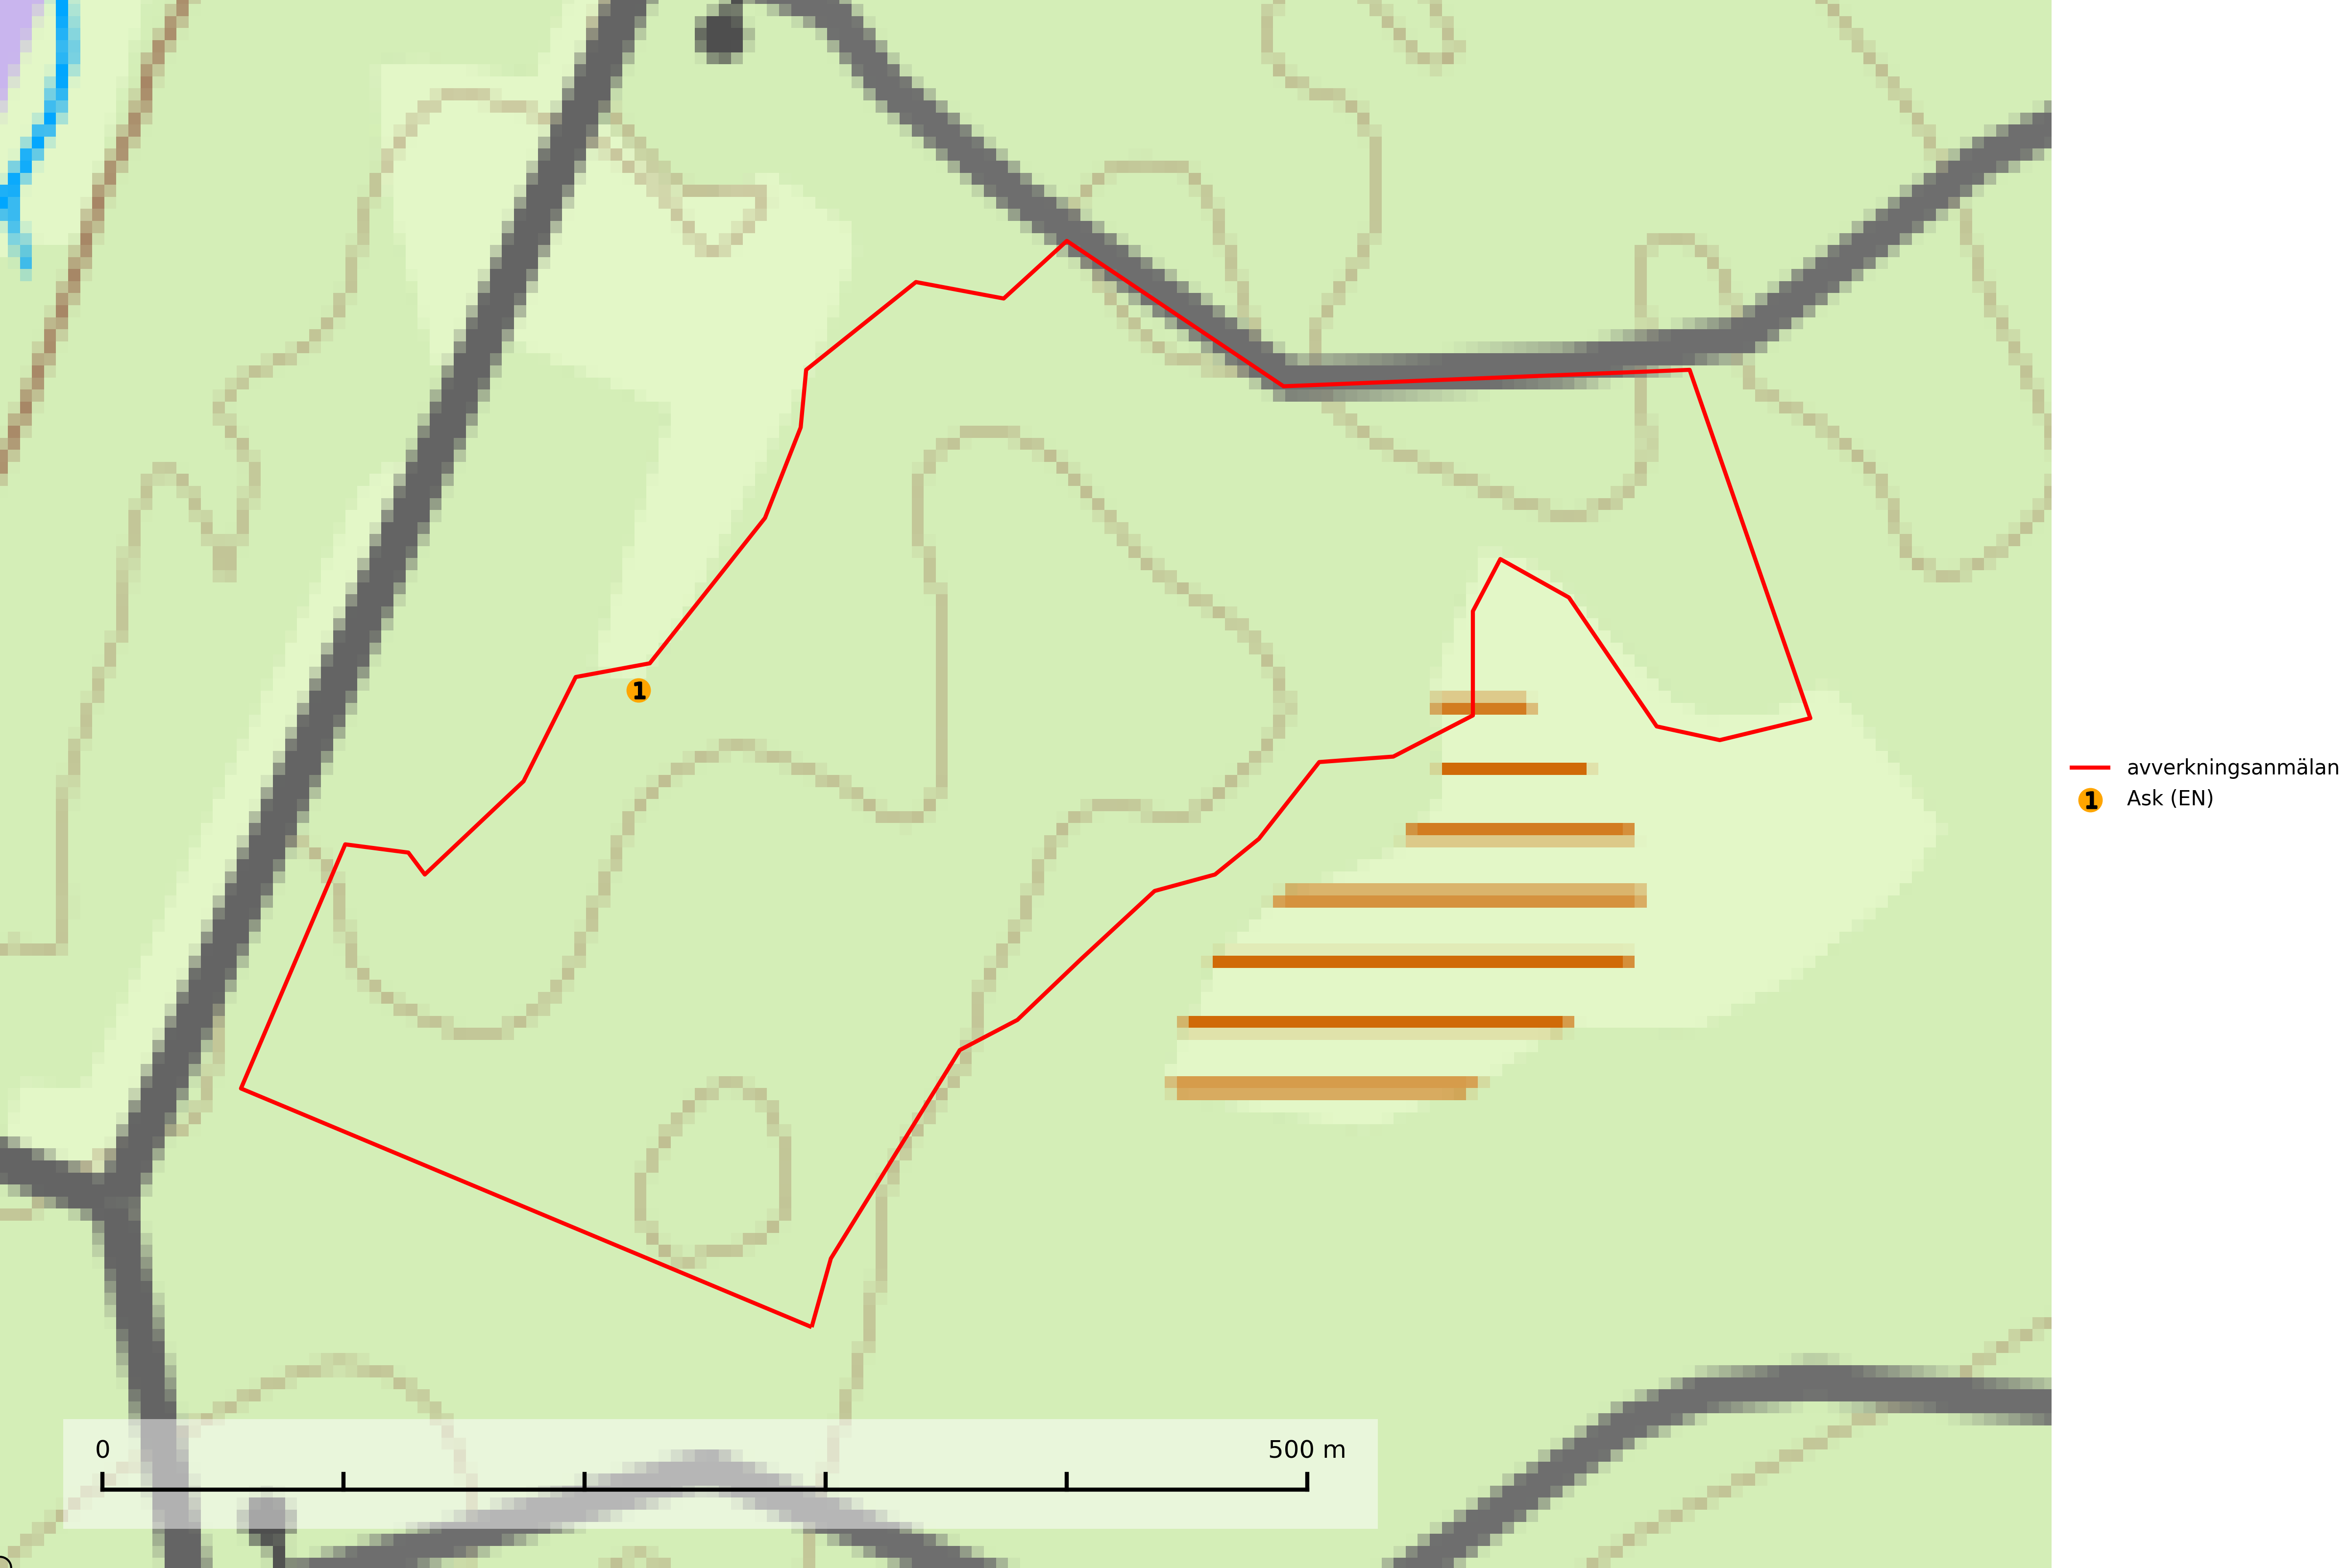 1
avverkningsanmälan
1 Ask (EN)
0 500 m